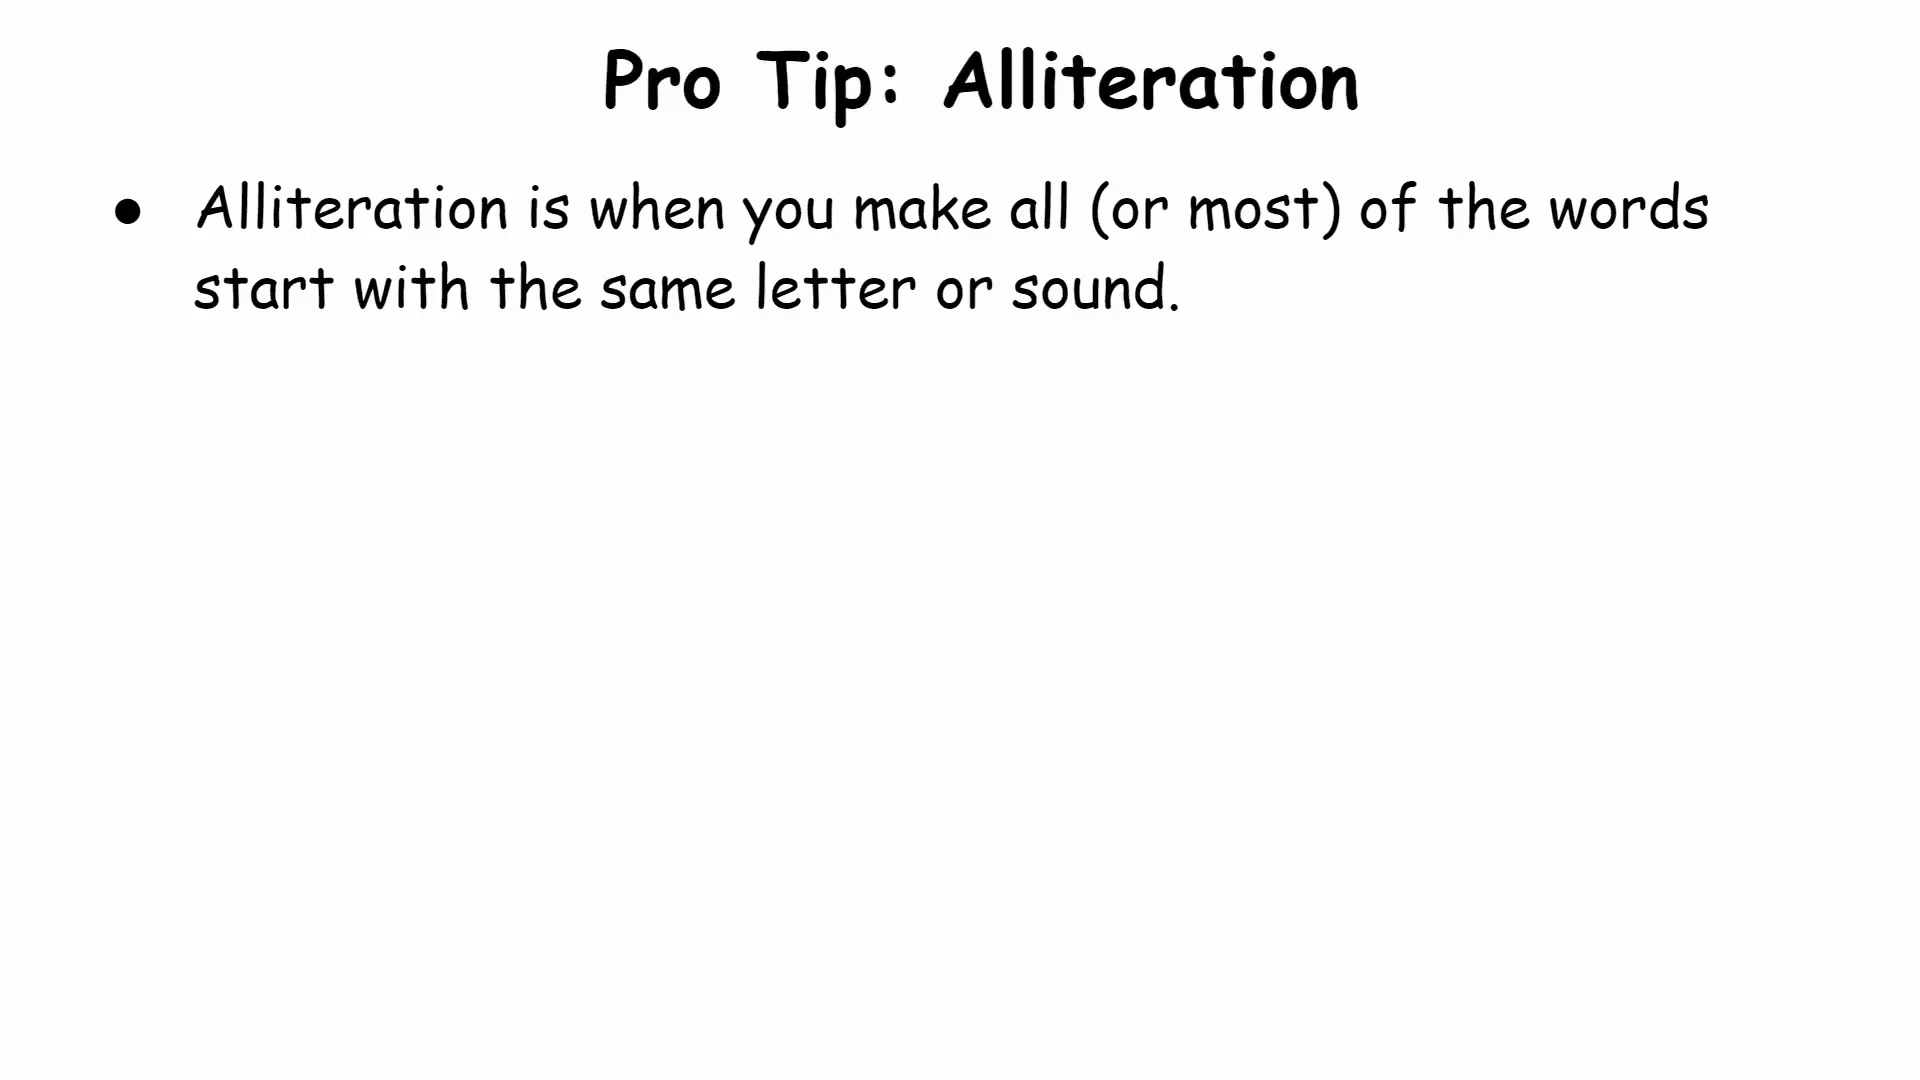 Pro Tip: Alliteration
● Alliteration is when you make all (or most) of the words
start with the same letter or sound.